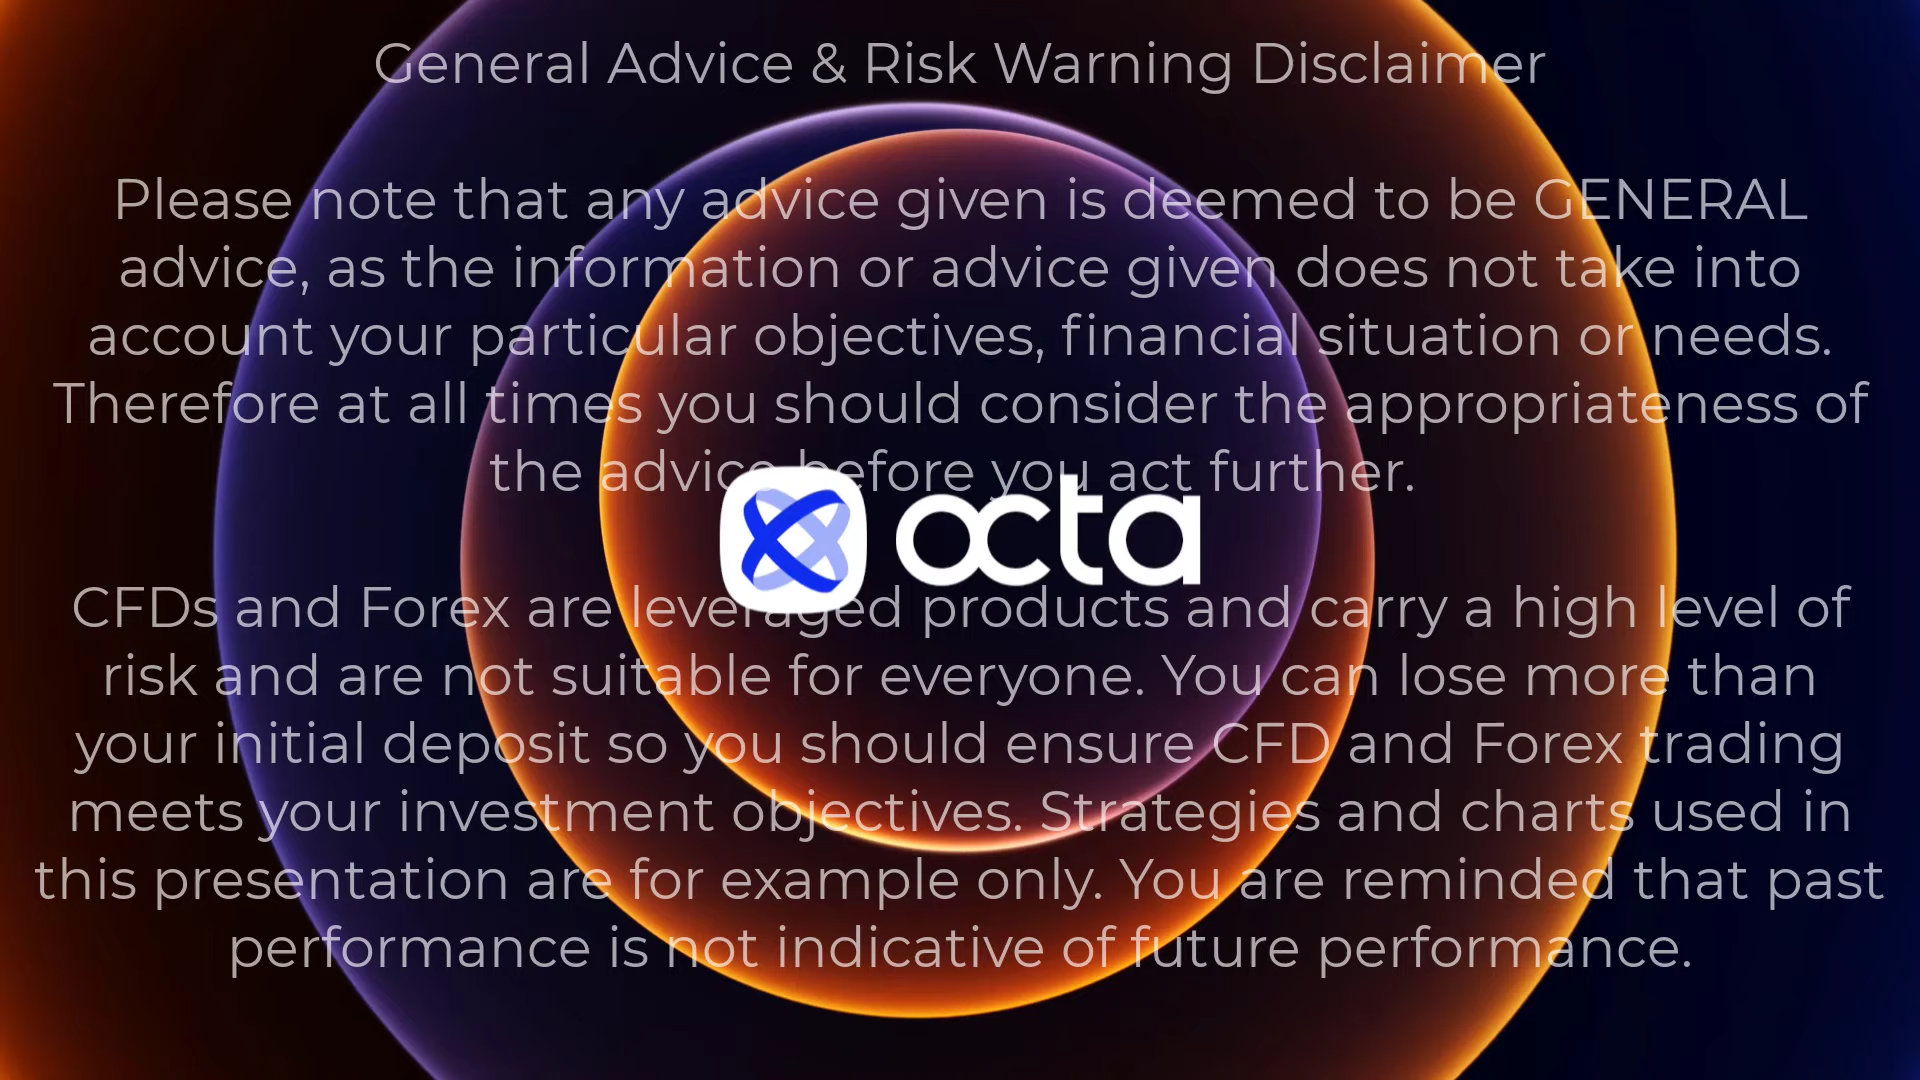 General Advice & Risk Warning Disclaimer
Please note that any advice given is deemed to be GENERAL
advice, as the information or advice given does not take into
account your particular objectives, financial situation or needs.
Therefore at all times you should consider the appropriateness of
the advice before you act further.
octa
CFDs and Forex are leveraged products and carry a high level of
risk and are not suitable for everyone. You can lose more than
your initial deposit so you should ensure CFD and Forex trading
meets your investment objectives. Strategies and charts used in
this presentation are for example only. You are reminded that past
performance is not indicative of future performance.